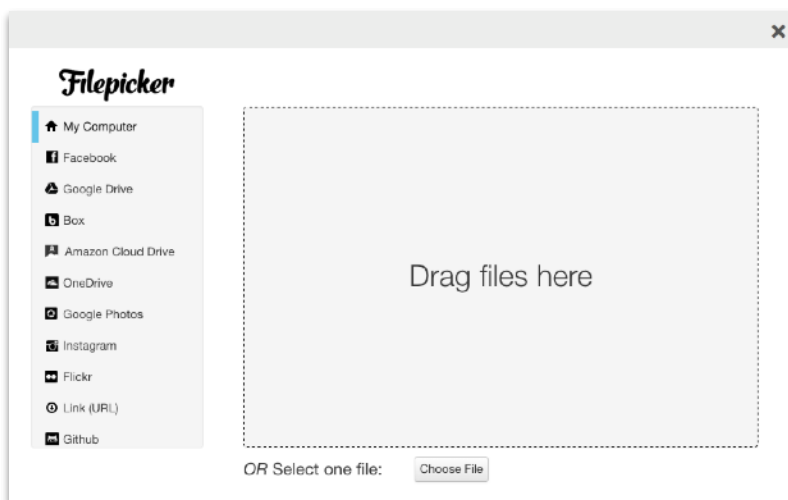 Filepicker
My Computer
Facebook
Google Drive
Box
Amazon Cloud Drive
OneDrive
Google Photos
Instagram
Flickr
Link (URL)
Github
Drag files here
OR Select one file:
Choose File